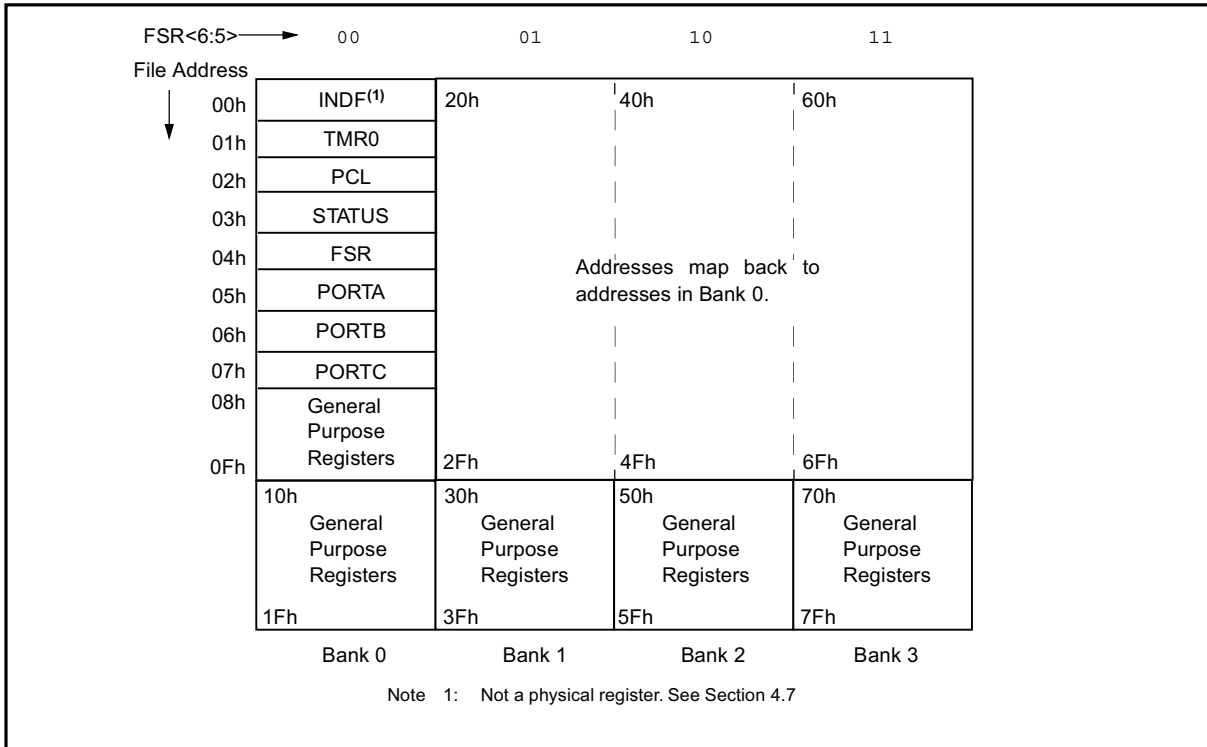 FSR<6:5> 00 01 10 11
File Address
00h INDF(1) 20h 40h 60h
01h TMR0
02h PCL
03h STATUS
04h FSR
Addresses map back to
addresses in Bank 0.
05h PORTA
06h PORTB
07h PORTC
08h General
Purpose
Registers
0Fh 2Fh 4Fh 6Fh
10h 30h 50h 70h
General General General General
Purpose Purpose Purpose Purpose
Registers Registers Registers Registers
1Fh 3Fh 5Fh 7Fh
Bank 0 Bank 1 Bank 2 Bank 3
Note 1: Not a physical register. See Section 4.7